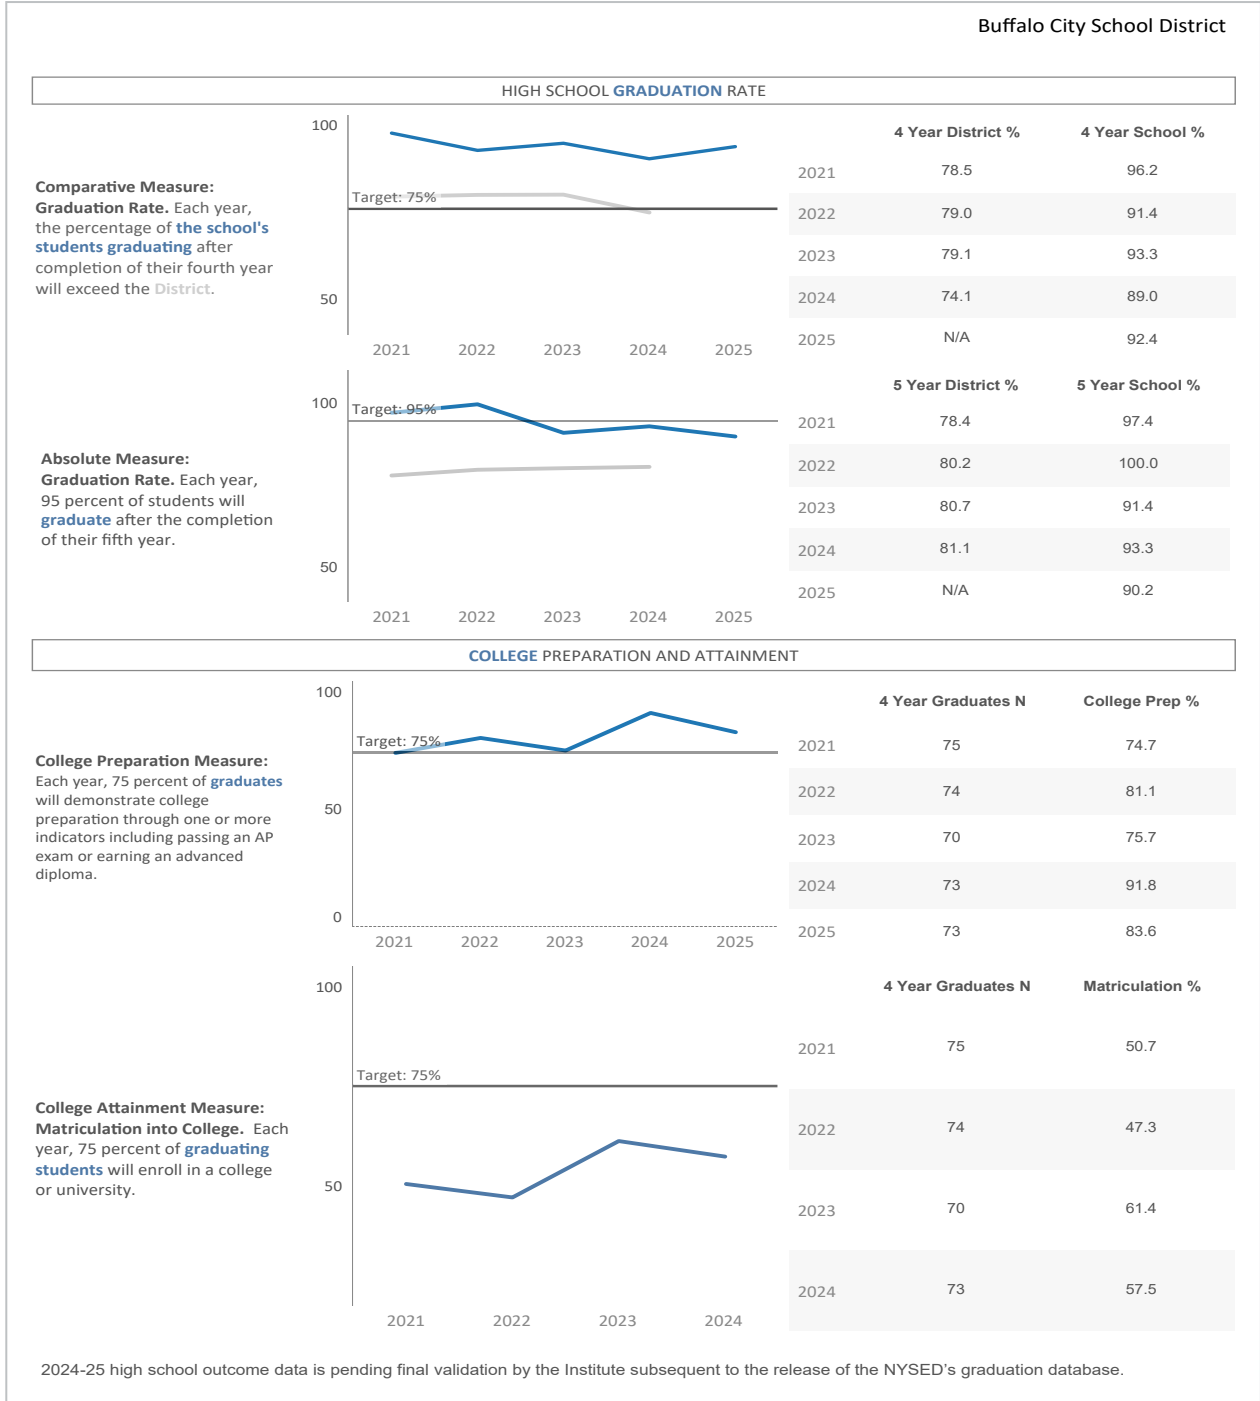 Buffalo City School District
HIGH SCHOOL GRADUATION RATE
Comparative Measure:
Graduation Rate. Each year,
the percentage of the school's
students graduating after
completion of their fourth year
will exceed the District.
100
Target: 75%
50
2021 2022 2023 2024 2025
4 Year District % 4 Year School %
2021 78.5 96.2
2022 79.0 91.4
2023 79.1 93.3
2024 74.1 89.0
2025 N/A 92.4
Absolute Measure:
Graduation Rate. Each year,
95 percent of students will
graduate after the completion
of their fifth year.
100
Target: 95%
50
2021 2022 2023 2024 2025
5 Year District % 5 Year School %
2021 78.4 97.4
2022 80.2 100.0
2023 80.7 91.4
2024 81.1 93.3
2025 N/A 90.2
COLLEGE PREPARATION AND ATTAINMENT
College Preparation Measure:
Each year, 75 percent of graduates
will demonstrate college
preparation through one or more
indicators including passing an AP
exam or earning an advanced
diploma.
100
Target: 75%
50
0
2021 2022 2023 2024 2025
4 Year Graduates N College Prep %
2021 75 74.7
2022 74 81.1
2023 70 75.7
2024 73 91.8
2025 73 83.6
College Attainment Measure:
Matriculation into College. Each
year, 75 percent of graduating
students will enroll in a college
or university.
100
Target: 75%
50
2021 2022 2023 2024
4 Year Graduates N Matriculation %
2021 75 50.7
2022 74 47.3
2023 70 61.4
2024 73 57.5
2024-25 high school outcome data is pending final validation by the Institute subsequent to the release of the NYSED's graduation database.